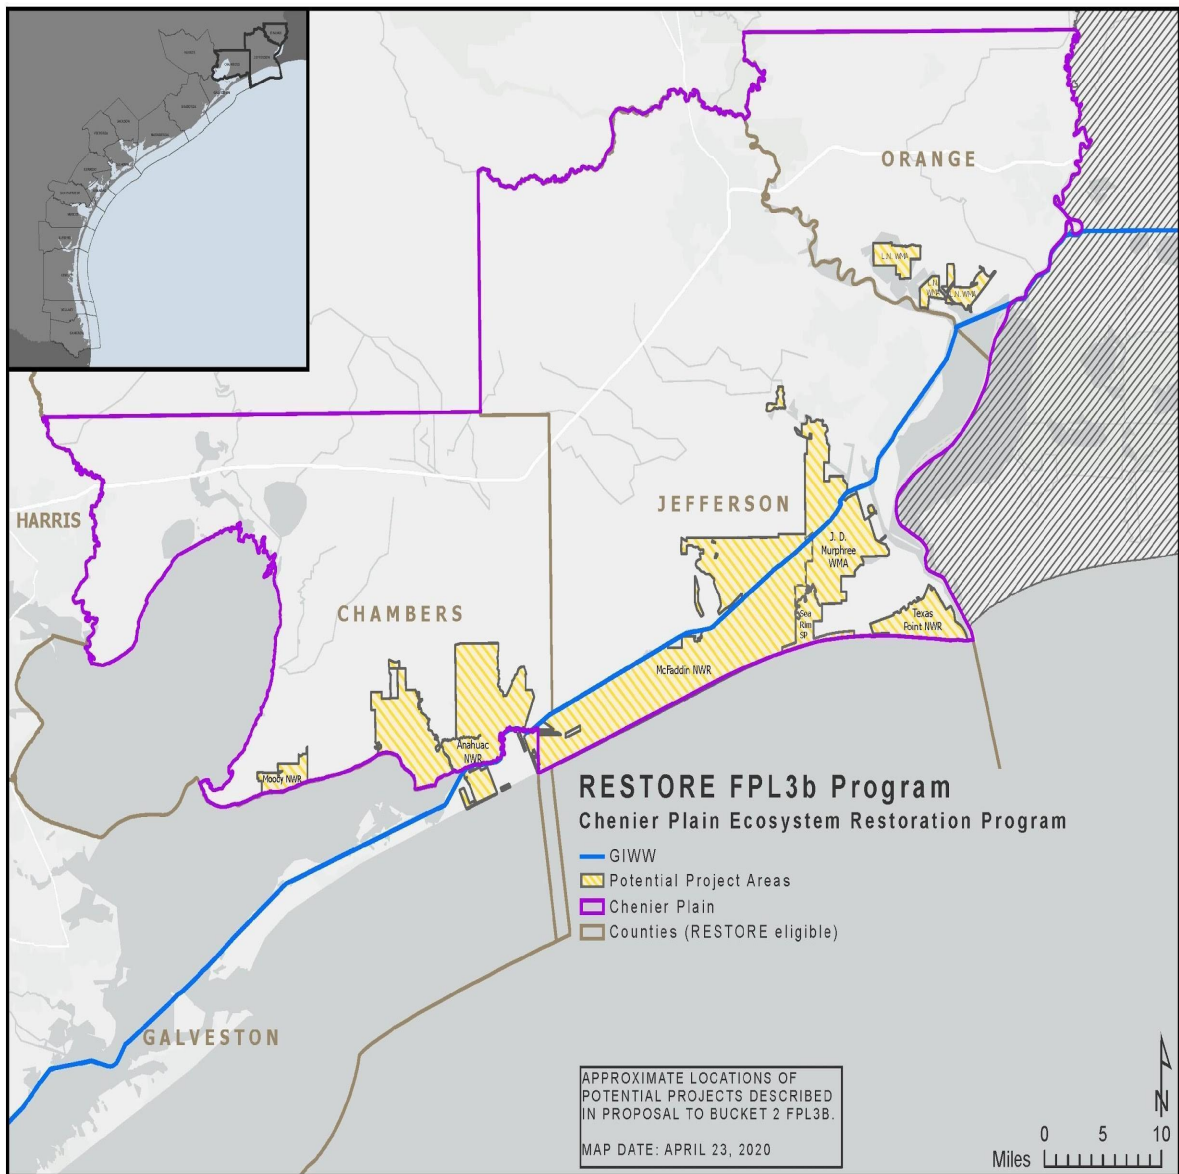 ORANGE
L.N. WMA
L.N.
WMA
L.N. WMA
JEFFERSON
HARRIS
J. D.
Murphree
WMA
CHAMBERS
Sea
Rim
SP
Texas
Point NWR
McFaddin NWR
Anahuac
NWR
Moody NWR
RESTORE FPL3b Program
Chenier Plain Ecosystem Restoration Program
GIWW
Potential Project Areas
Chenier Plain
Counties (RESTORE eligible)
GALVESTON
APPROXIMATE LOCATIONS OF
POTENTIAL PROJECTS DESCRIBED
IN PROPOSAL TO BUCKET 2 FPL3B.
MAP DATE: APRIL 23, 2020
N
0 5 10
Miles